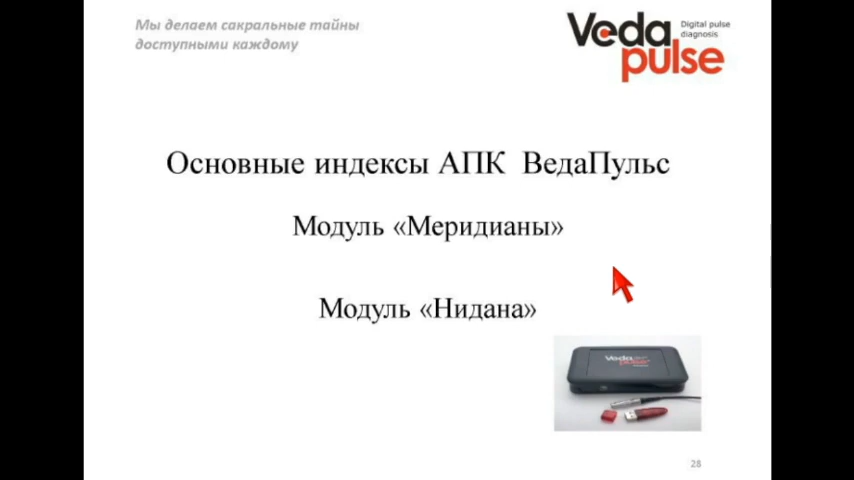 Мы делаем сакральные тайны
доступными каждому
Veda
pulse
Digital pulse
diagnosis
Основные индексы АПК ВедаПульс
Модуль «Меридианы»
Модуль «Нидана»
Veda
pulse
28